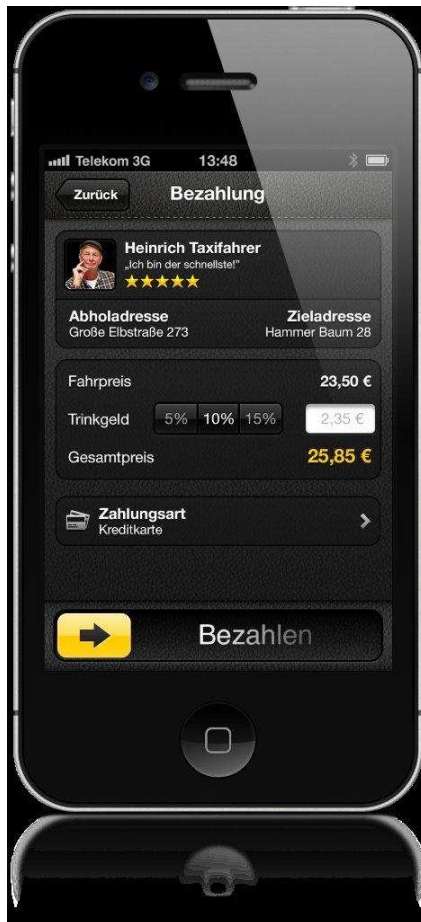 Telekom 3G 13:48
Zurück Bezahlung
Heinrich Taxifahrer
„Ich bin der schnellste!"
Abholadresse Zieladresse
Große Elbstraße 273 Hammer Baum 28
Fahrpreis 23,50 €
Trinkgeld 5% 10% 15% 2,35 €
Gesamtpreis 25,85 €
Zahlungsart
Kreditkarte
Bezahlen